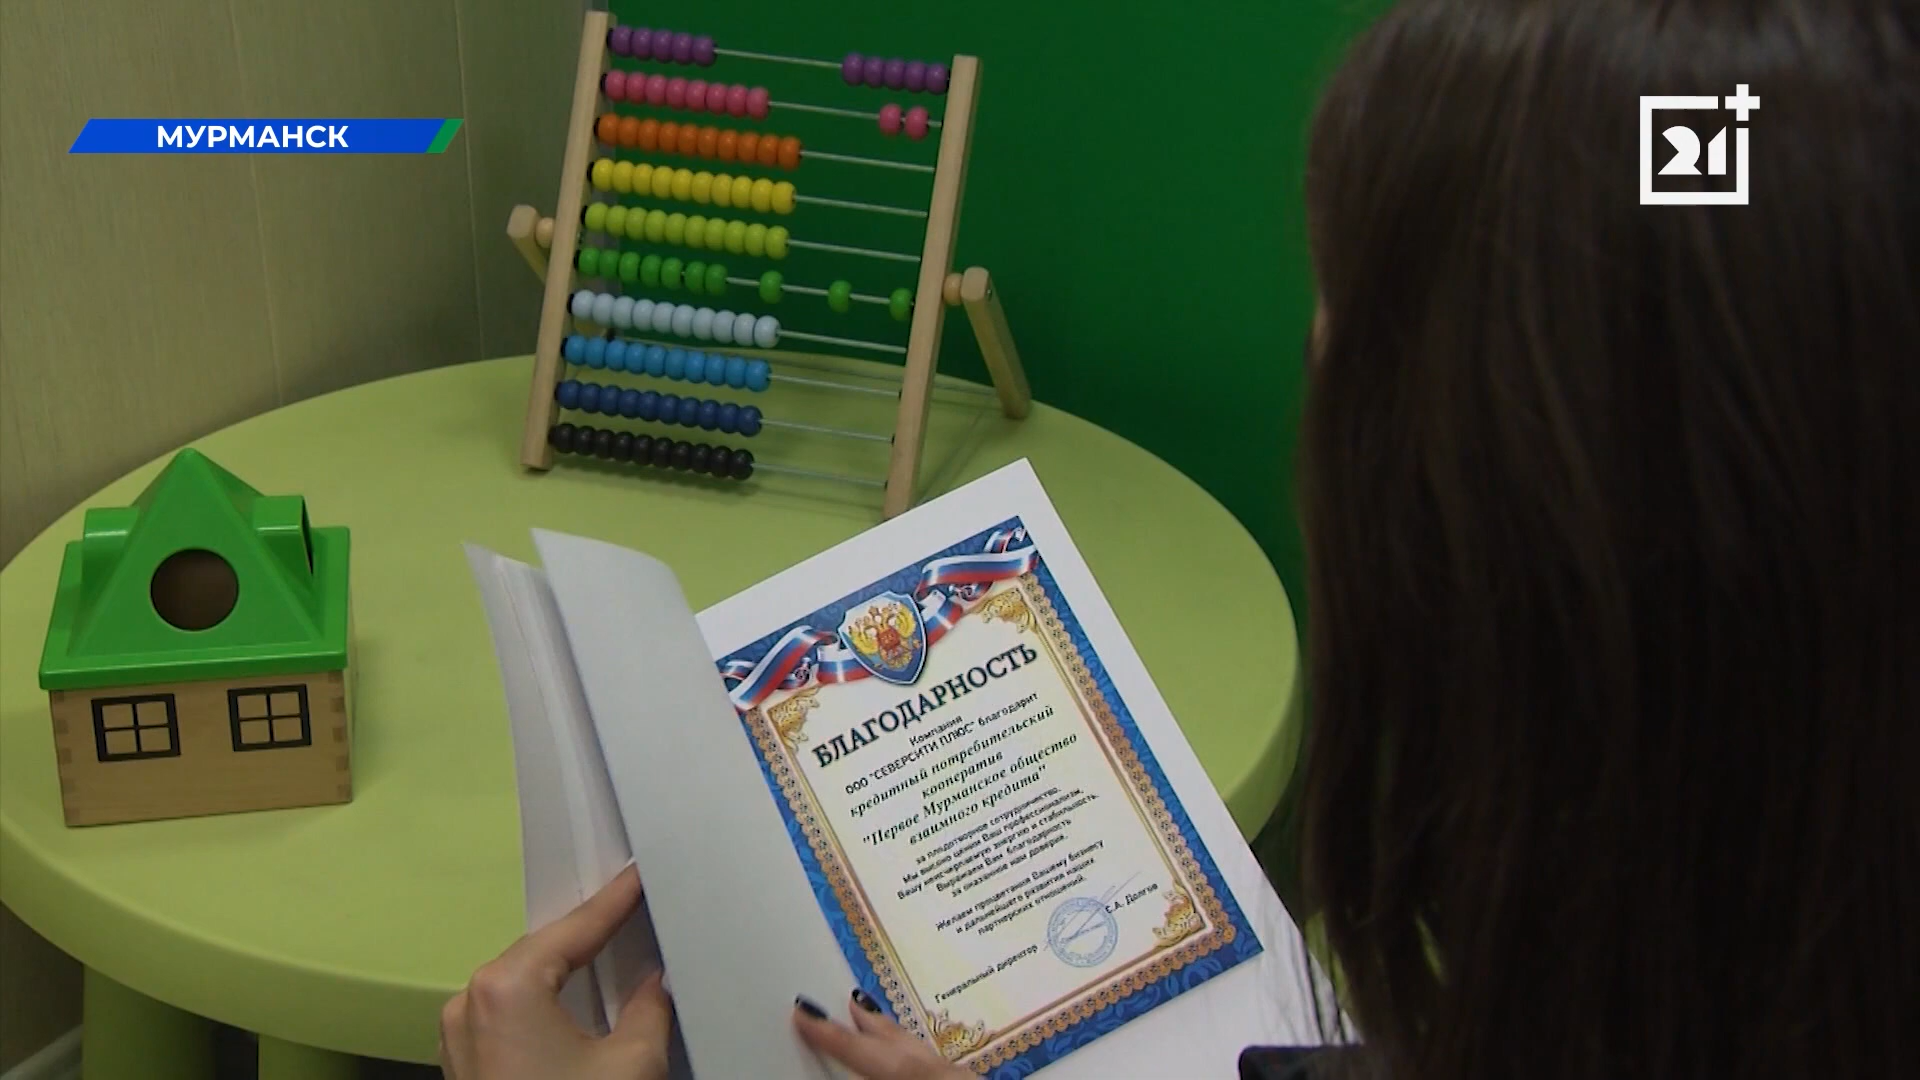 МУРМАНСК
21+
БЛАГОДАРНОСТЬ
Компания
ООО "СЕВЕРСИТИ ПЛЮС" благодарит
кредитный потребительский
кооператив
"Первое Мурманское общество
взаимного кредита"
за плодотворное сотрудничество.
Мы высоко ценим Ваш профессионализм,
Вашу неисчерпаемую энергию и стабильность.
Выражаем Вам благодарность
за оказанное нам доверие.
Желаем процветания Вашему бизнесу
и дальнейшего развития наших
партнерских отношений.
Генеральный директор
С.А. Долгов